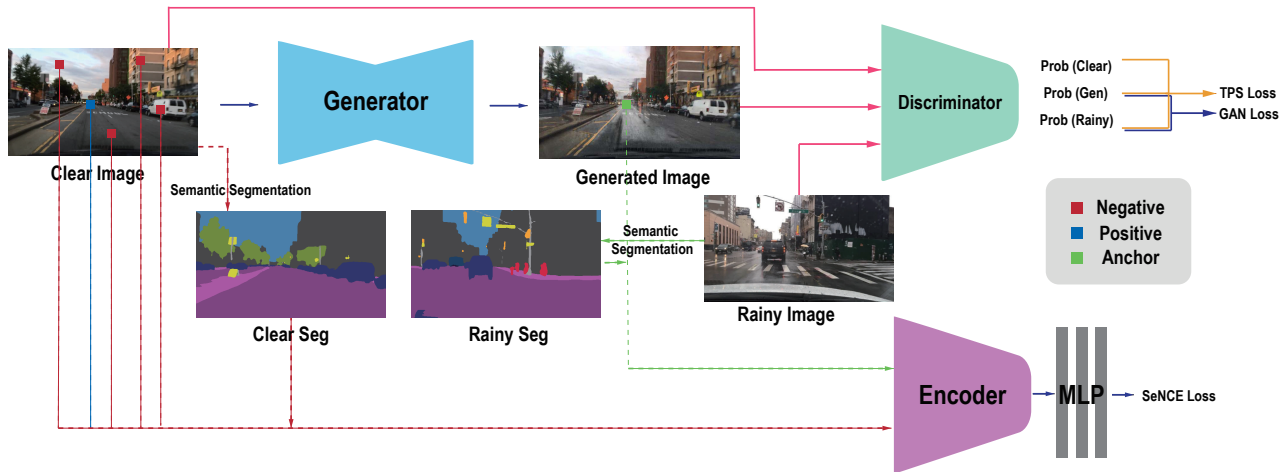 Generator
Discriminator
Prob (Clear)
Prob (Gen)
Prob (Rainy)
TPS Loss
GAN Loss
Clear Image
Generated Image
Semantic Segmentation
Negative
Positive
Anchor
Semantic
Segmentation
Clear Seg
Rainy Seg
Rainy Image
Encoder
MLP
SeNCE Loss